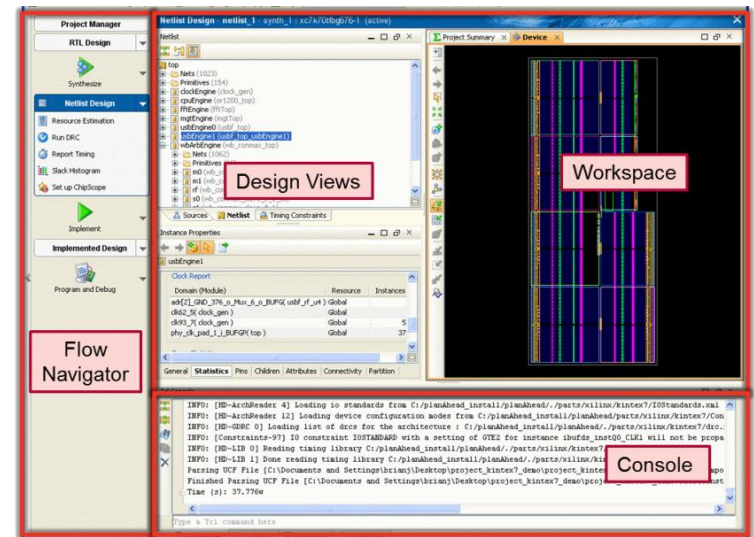 Project Manager
RTL Design
Synthesize
Netlist Design
Resource Estimation
Run DRC
Report Timing
Slack Histogram
Set up ChipScope
Implement
Implemented Design
Program and Debug
Flow
Navigator
Netlist Design - netlist_1 - synth_1 | xc7k70tfbg676-1 (active)
Netlist
top
Nets (1023)
Primitives (154)
clockEngine (clock_gen)
cpuEngine (or1200_top)
fftEngine (fftTop)
mgtEngine (mgtTop)
usbEngine0 (usbf_top)
usbEngine1 (usbf_top_usbEngine1)
wbArbEngine (wb_conmax_top)
Nets (1062)
Primitives
m0 (wb_co
m1 (wb_co
rf (wb_co
s0 (wb_co
Design Views
Sources Netlist Timing Constraints
Instance Properties
usbEngine1
Clock Report
Domain (Module) Resource Instances
adr[2]_GND_376_o_Mux_6_o_BUFG( usbf_rf_u4 ) Global
clk62_5( clock_gen ) Global
clk93_7( clock_gen ) Global 5
phy_clk_pad_1_i_BUFGP( top ) Global 37
General Statistics Pins Children Attributes Connectivity Partition
Project Summary Device
Workspace
INFO: [HD-ArchReader 4] Loading io standards from C:/planAhead_install/planAhead/./parts/xilinx/kintex7/IOStandards.xml
INFO: [HD-ArchReader 12] Loading device configuration modes from C:/planAhead_install/planAhead/./parts/xilinx/kintex7/Con
INFO: [HD-GDRC 0] Loading list of drcs for the architecture : C:/planAhead_install/planAhead/./parts/xilinx/kintex7/drc.
INFO: [Constraints-97] IO constraint IOSTANDARD with a setting of GTE2 for instance ibufds_instQ0_CLK1 will not be propa
INFO: [HD-LIB 0] Reading timing library C:/planAhead_install/planAhead/./parts/xilinx/kintex7/
INFO: [HD-LIB 1] Done reading timing library C:/planAhead_install/planAhead/./parts/xilinx/kintex
Parsing UCF File [C:\Documents and Settings\brianj\Desktop\project_kintex7_demo\project_kintex
Finished Parsing UCF File [C:\Documents and Settings\brianj\Desktop\project_kintex7_demo\proj
Time (s): 37.776w
Console
Type a Tcl command here